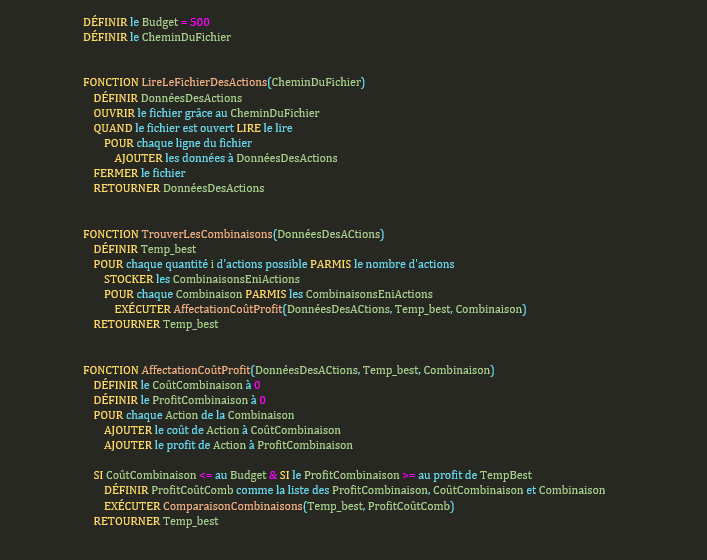 DÉFINIR le Budget = 500
DÉFINIR le CheminDuFichier
FONCTION LireLeFichierDesActions(CheminDuFichier)
DÉFINIR DonnéesDesActions
OUVRIR le fichier grâce au CheminDuFichier
QUAND le fichier est ouvert LIRE le lire
POUR chaque ligne du fichier
AJOUTER les données à DonnéesDesActions
FERMER le fichier
RETOURNER DonnéesDesActions
FONCTION TrouverLesCombinaisons(DonnéesDesACtions)
DÉFINIR Temp_best
POUR chaque quantité i d'actions possible PARMIS le nombre d'actions
STOCKER les CombinaisonsEniActions
POUR chaque Combinaison PARMIS les CombinaisonsEniActions
EXÉCUTER AffectationCoûtProfit(DonnéesDesACtions, Temp_best, Combinaison)
RETOURNER Temp_best
FONCTION AffectationCoûtProfit(DonnéesDesACtions, Temp_best, Combinaison)
DÉFINIR le CoûtCombinaison à 0
DÉFINIR le ProfitCombinaison à 0
POUR chaque Action de la Combinaison
AJOUTER le coût de Action à CoûtCombinaison
AJOUTER le profit de Action à ProfitCombinaison
SI CoûtCombinaison <= au Budget & SI le ProfitCombinaison >= au profit de TempBest
DÉFINIR ProfitCoûtComb comme la liste des ProfitCombinaison, CoûtCombinaison et Combinaison
EXÉCUTER ComparaisonCombinaisons(Temp_best, ProfitCoûtComb)
RETOURNER Temp_best